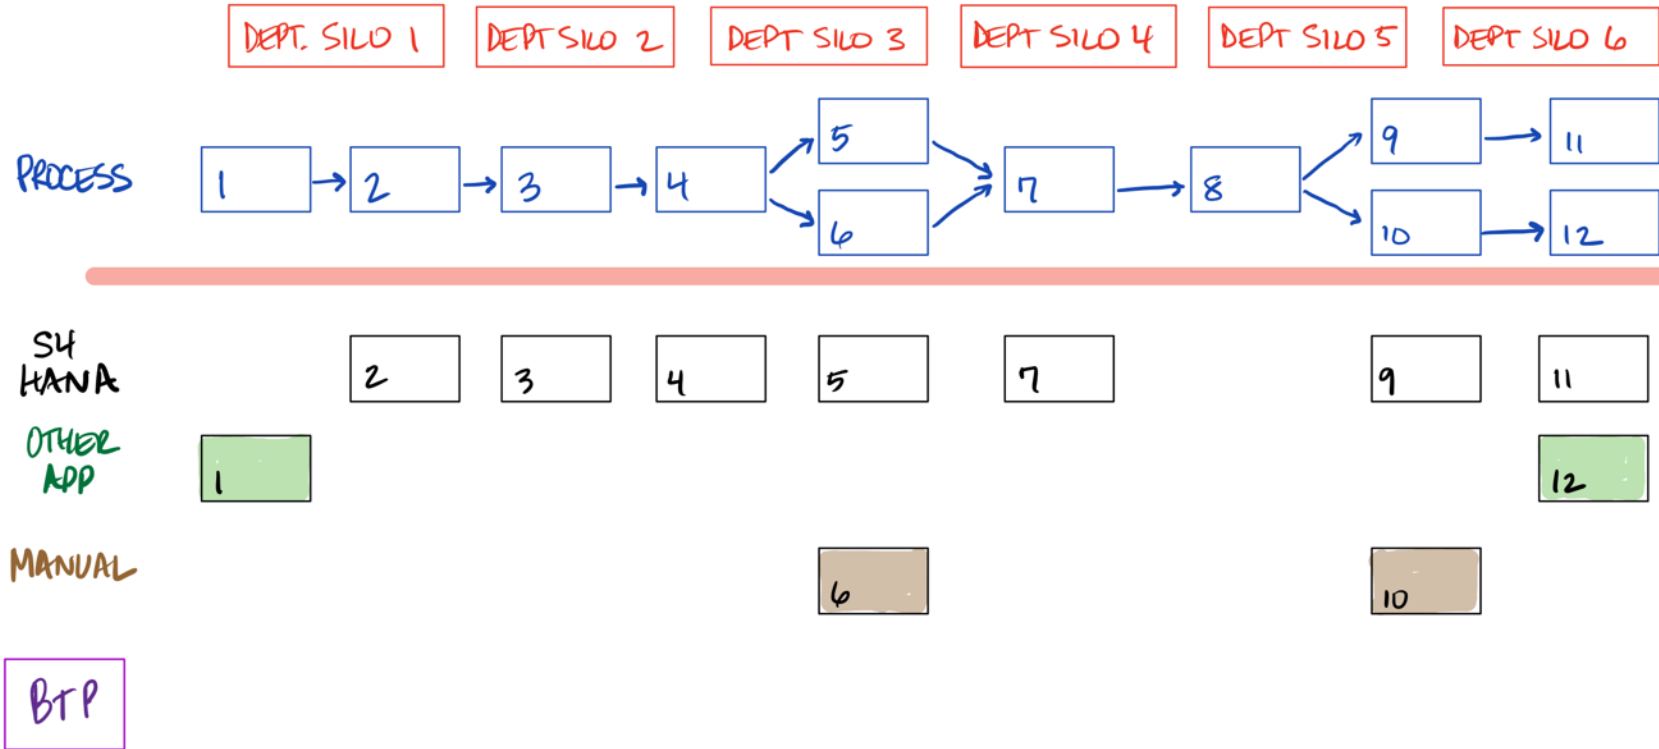 DEPT. SILO 1
DEPT SILO 2
DEPT SILO 3
DEPT SILO 4
DEPT SILO 5
DEPT SILO 6
PROCESS
1
2
3
4
5
6
7
8
9
10
11
12
S4
HANA
2
3
4
5
7
9
11
OTHER
APP
1
12
MANUAL
6
10
BTP